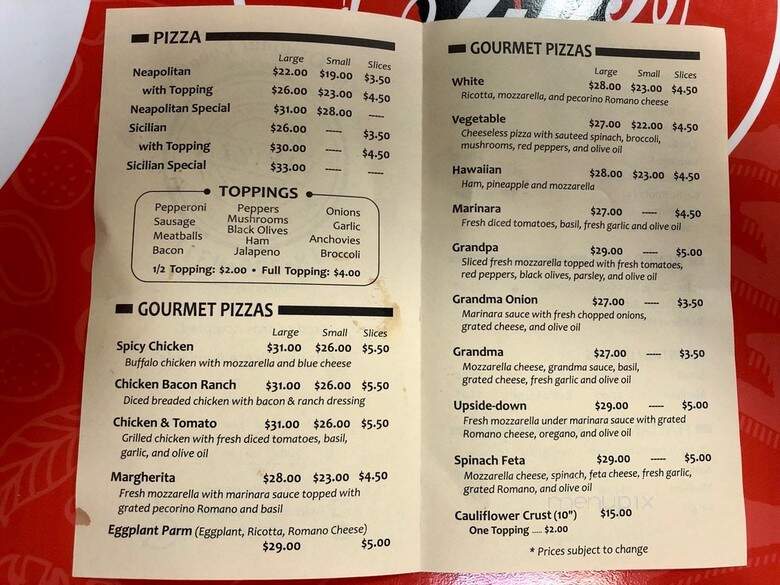 PIZZA
Large Small Slices
Neapolitan $22.00 $19.00 $3.50
with Topping $26.00 $23.00 $4.50
Neapolitan Special $31.00 $28.00 ----
Sicilian $26.00 ---- $3.50
with Topping $30.00 ---- $4.50
Sicilian Special $33.00 ---- ----
TOPPINGS
Pepperoni Peppers Onions
Sausage Mushrooms Garlic
Meatballs Black Olives Anchovies
Bacon Ham Broccoli
Jalapeno
1/2 Topping: $2.00 • Full Topping: $4.00
GOURMET PIZZAS
Large Small Slices
Spicy Chicken $31.00 $26.00 $5.50
Buffalo chicken with mozzarella and blue cheese
Chicken Bacon Ranch $31.00 $26.00 $5.50
Diced breaded chicken with bacon & ranch dressing
Chicken & Tomato $31.00 $26.00 $5.50
Grilled chicken with fresh diced tomatoes, basil,
garlic, and olive oil
Margherita $28.00 $23.00 $4.50
Fresh mozzarella with marinara sauce topped with
grated pecorino Romano and basil
Eggplant Parm (Eggplant, Ricotta, Romano Cheese)
$29.00 $5.00
GOURMET PIZZAS
Large Small Slices
White $28.00 $23.00 $4.50
Ricotta, mozzarella, and pecorino Romano cheese
Vegetable $27.00 $22.00 $4.50
Cheeseless pizza with sauteed spinach, broccoli,
mushrooms, red peppers, and olive oil
Hawaiian $28.00 $23.00 $4.50
Ham, pineapple and mozzarella
Marinara $27.00 ---- $4.50
Fresh diced tomatoes, basil, fresh garlic and olive oil
Grandpa $29.00 ---- $5.00
Sliced fresh mozzarella topped with fresh tomatoes,
red peppers, black olives, parsley, and olive oil
Grandma Onion $27.00 ---- $3.50
Marinara sauce with fresh chopped onions,
grated cheese, and olive oil
Grandma $27.00 ---- $3.50
Mozzarella cheese, grandma sauce, basil,
grated cheese, fresh garlic and olive oil
Upside-down $29.00 ---- $5.00
Fresh mozzarella under marinara sauce with grated
Romano cheese, oregano, and olive oil
Spinach Feta $29.00 ---- $5.00
Mozzarella cheese, spinach, feta cheese, fresh garlic,
grated Romano, and olive oil
menupix
Cauliflower Crust (10") $15.00
One Topping .... $2.00
* Prices subject to change